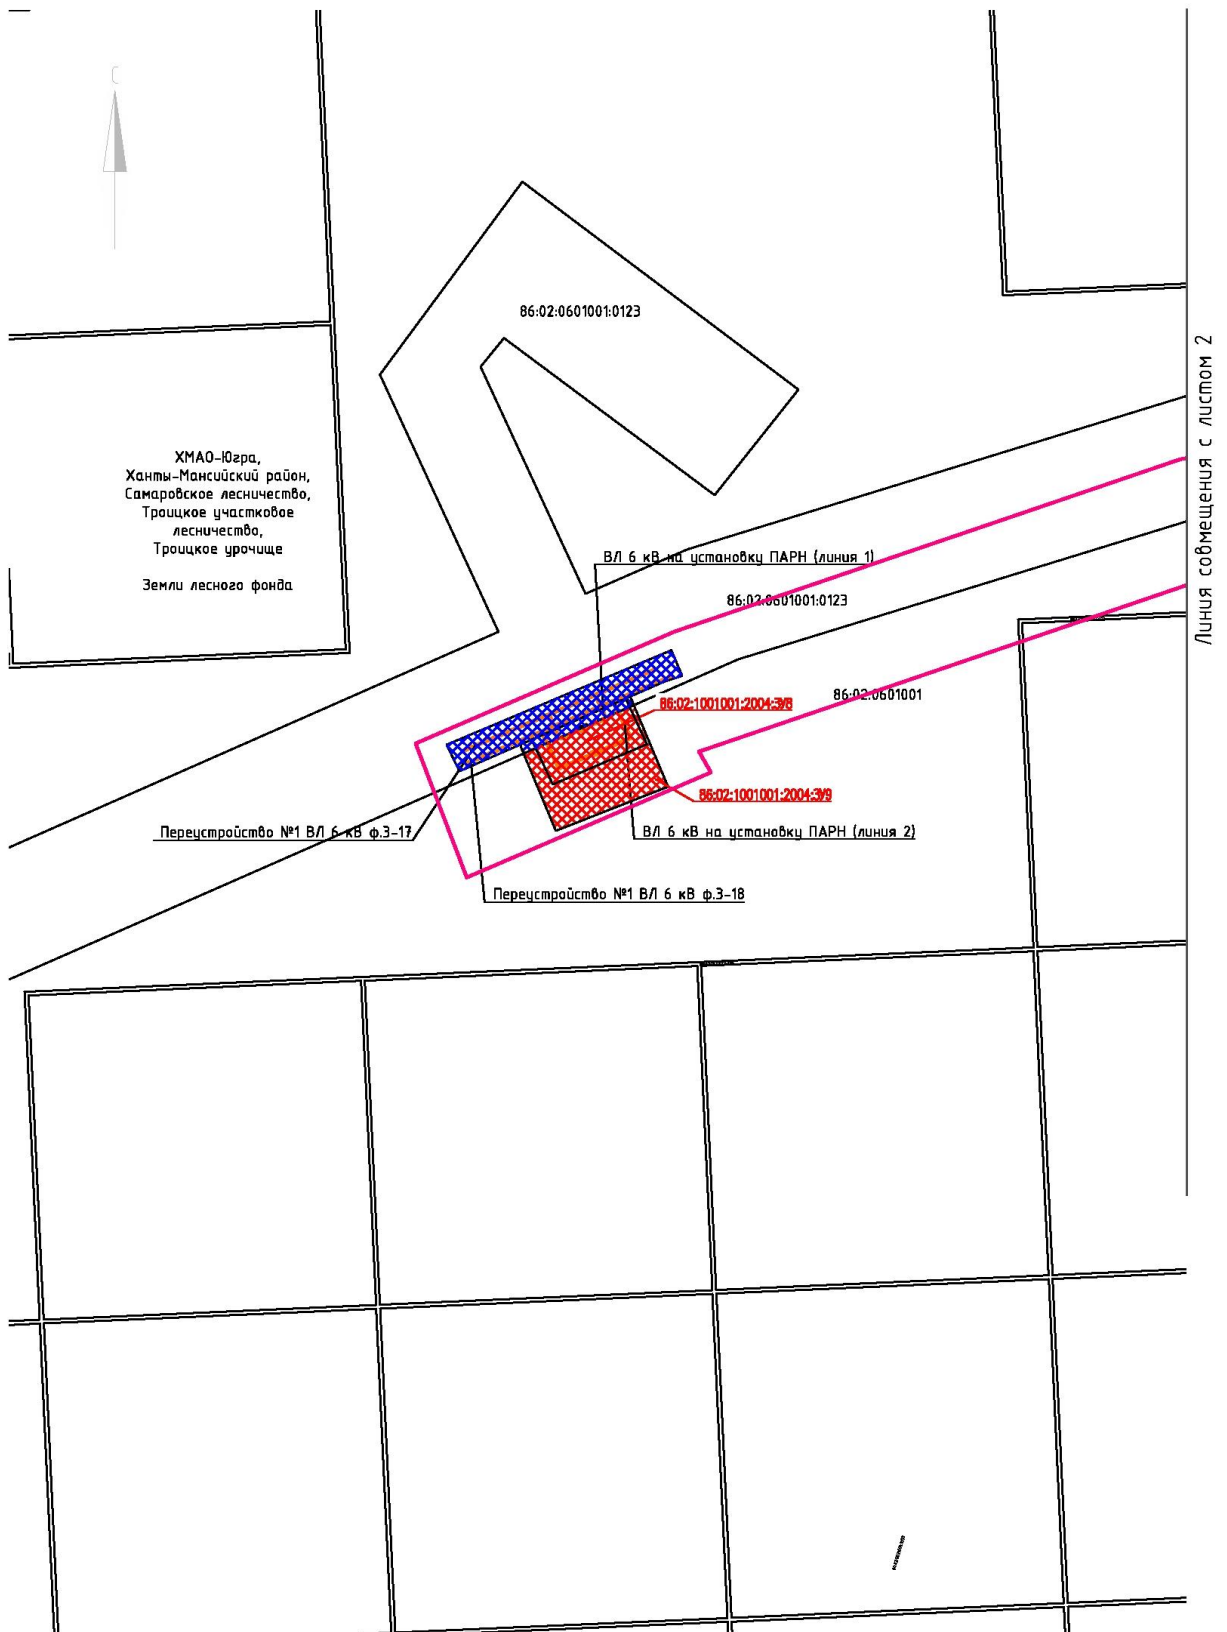 С
86:02:0601001:0123
Линия совмещения с листом 2
ХМАО-Югра,
Ханты-Мансийский район,
Самаровское лесничество,
Троицкое участковое
лесничество,
Троицкое урочище
Земли лесного фонда
ВЛ 6 кВ на установку ПАРН (линия 1)
86:02:0601001:0123
86:02:0601001
86:02:1001001:2004:ЗУ8
86:02:1001001:2004:ЗУ9
Переустройство №1 ВЛ 6 кВ ф.3-17
ВЛ 6 кВ на установку ПАРН (линия 2)
Переустройство №1 ВЛ 6 кВ ф.3-18